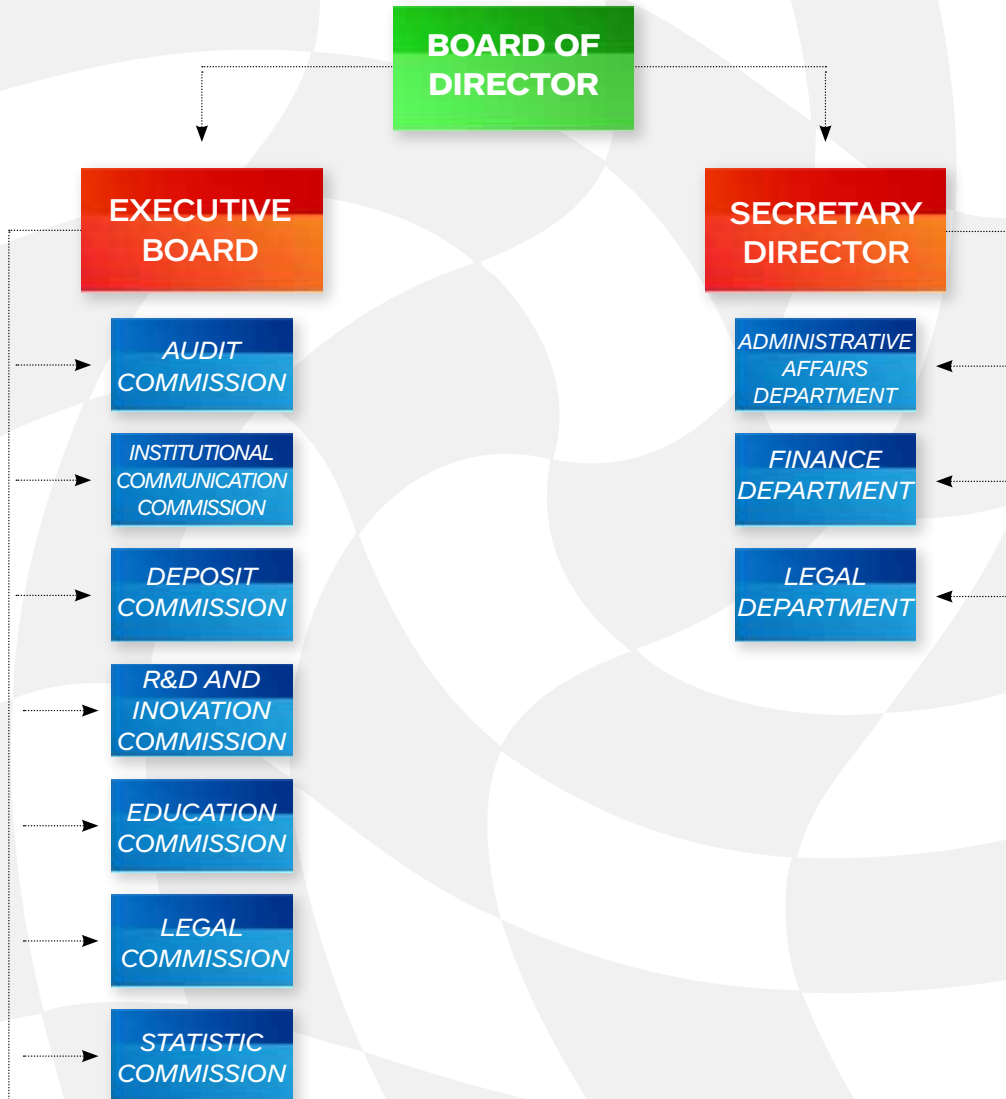 BOARD OF
DIRECTOR
EXECUTIVE
BOARD
AUDIT
COMMISSION
INSTITUTIONAL
COMMUNICATION
COMMISSION
DEPOSIT
COMMISSION
R&D AND
INOVATION
COMMISSION
EDUCATION
COMMISSION
LEGAL
COMMISSION
STATISTIC
COMMISSION
SECRETARY
DIRECTOR
ADMINISTRATIVE
AFFAIRS
DEPARTMENT
FINANCE
DEPARTMENT
LEGAL
DEPARTMENT